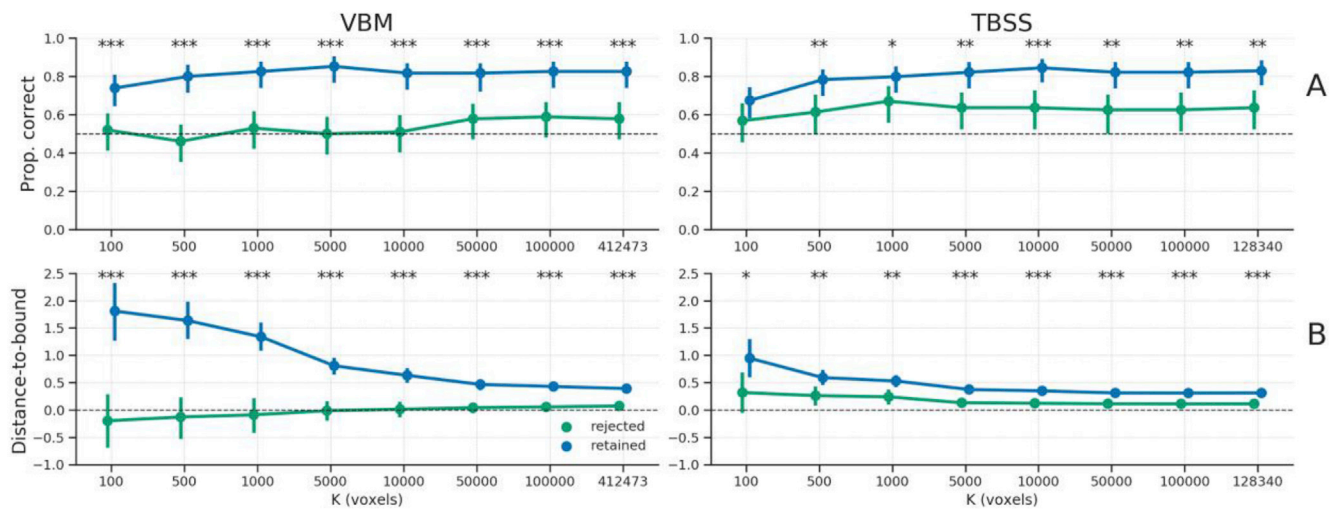 VBM
TBSS
*** *** *** *** *** *** *** ***
** * ** *** ** ** **
A
Prop. correct
1.0
0.8
0.6
0.4
0.2
0.0
100 500 1000 5000 10000 50000 100000 412473
1.0
0.8
0.6
0.4
0.2
0.0
100 500 1000 5000 10000 50000 100000 128340
*** *** *** *** *** *** *** ***
* ** ** *** *** *** *** ***
B
Distance-to-bound
2.5
2.0
1.5
1.0
0.5
0.0
−0.5
−1.0
rejected
retained
100 500 1000 5000 10000 50000 100000 412473
K (voxels)
2.5
2.0
1.5
1.0
0.5
0.0
−0.5
−1.0
100 500 1000 5000 10000 50000 100000 128340
K (voxels)